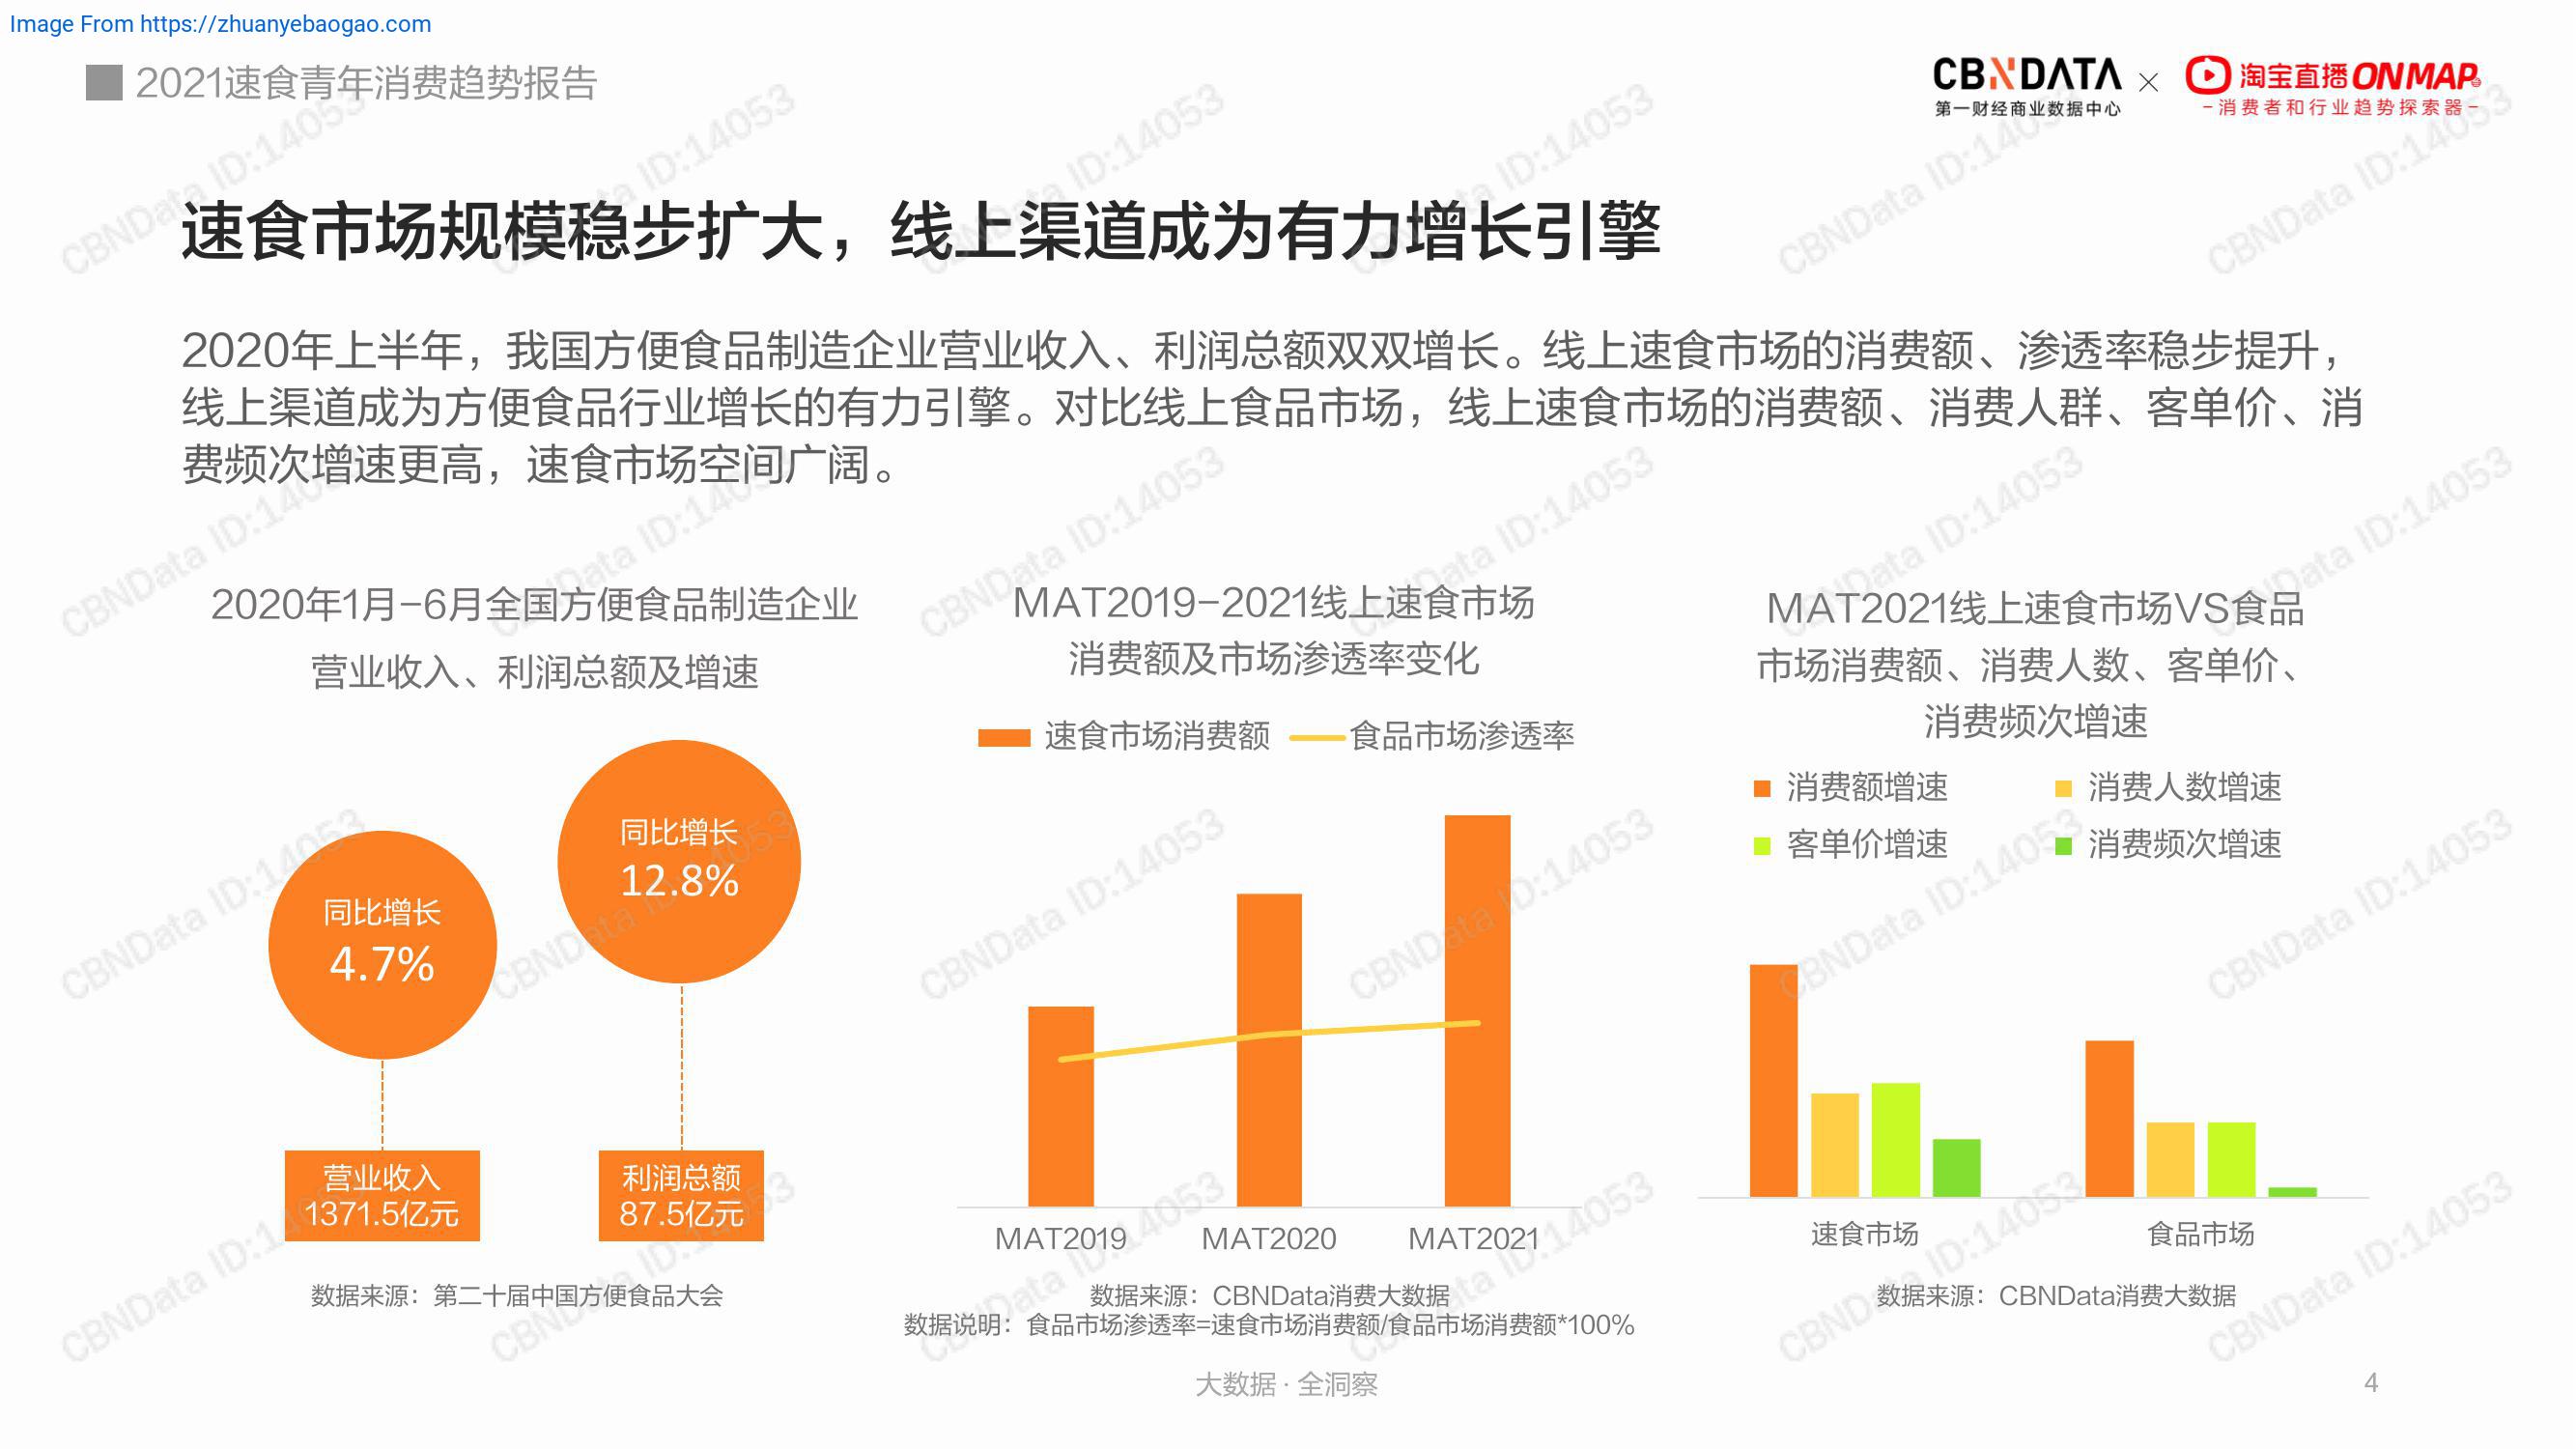 Image From https://zhuanyebaogao.com
2021速食青年消费趋势报告
CBNDATA
第一财经商业数据中心
×
淘宝直播ONMAP
-消费者和行业趋势探索器-
速食市场规模稳步扩大，线上渠道成为有力增长引擎
2020年上半年，我国方便食品制造企业营业收入、利润总额双双增长。线上速食市场的消费额、渗透率稳步提升，
线上渠道成为方便食品行业增长的有力引擎。对比线上食品市场，线上速食市场的消费额、消费人群、客单价、消
费频次增速更高，速食市场空间广阔。
2020年1月-6月全国方便食品制造企业
营业收入、利润总额及增速
同比增长
4.7%
同比增长
12.8%
营业收入
1371.5亿元
利润总额
87.5亿元
数据来源：第二十届中国方便食品大会
MAT2019-2021线上速食市场
消费额及市场渗透率变化
速食市场消费额 食品市场渗透率
MAT2019 MAT2020 MAT2021
数据来源：CBNData消费大数据
数据说明：食品市场渗透率=速食市场消费额/食品市场消费额*100%
MAT2021线上速食市场VS食品
市场消费额、消费人数、客单价、
消费频次增速
消费额增速 消费人数增速
客单价增速 消费频次增速
速食市场 食品市场
数据来源：CBNData消费大数据
大数据·全洞察
4
CBNData ID:14053